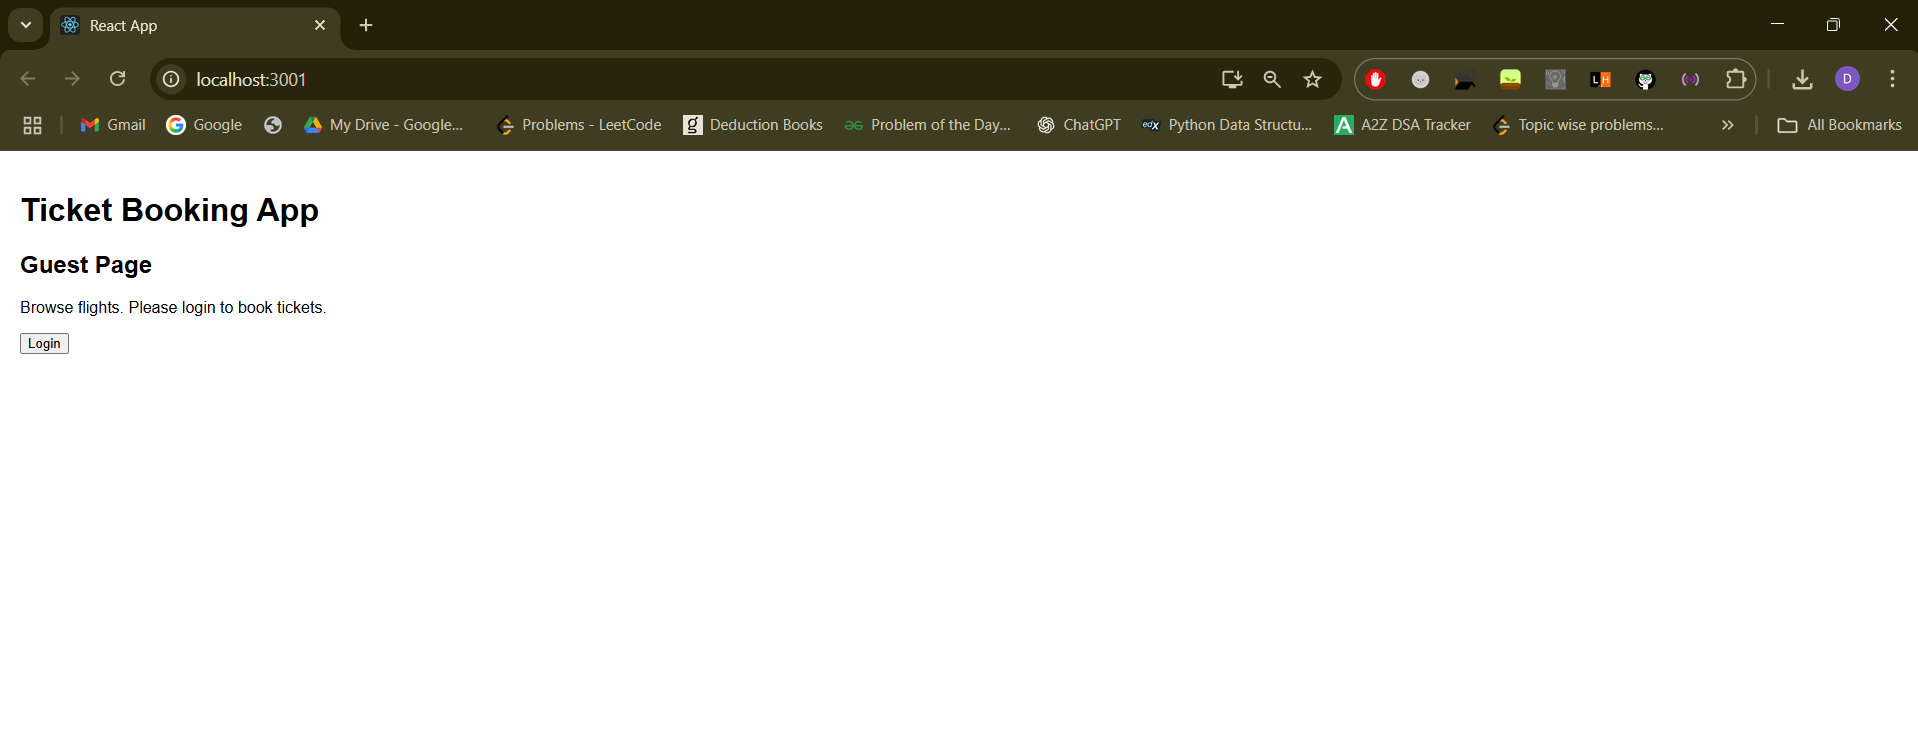 React App
localhost:3001
D
Gmail
Google
My Drive - Google...
Problems - LeetCode
Deduction Books
Problem of the Day...
ChatGPT
edX Python Data Structu...
A2Z DSA Tracker
Topic wise problems...
All Bookmarks
Ticket Booking App
Guest Page
Browse flights. Please login to book tickets.
Login